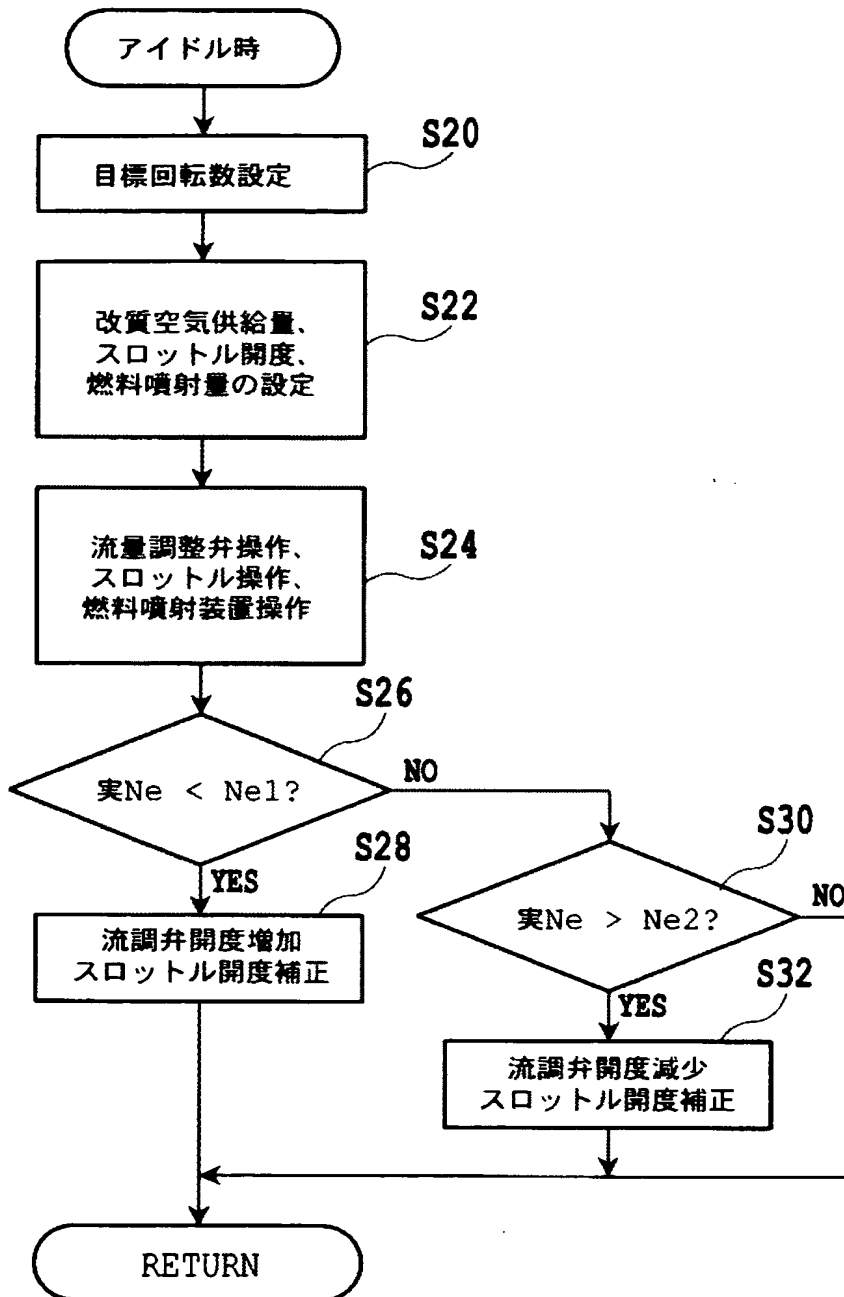 アイドル時
S20
目標回転数設定
S22
改質空気供給量、
スロットル開度、
燃料噴射量の設定
S24
流量調整弁操作、
スロットル操作、
燃料噴射装置操作
S26
実Ne < Ne1?
NO
S28
YES
流調弁開度増加
スロットル開度補正
S30
実Ne > Ne2?
NO
S32
YES
流調弁開度減少
スロットル開度補正
RETURN